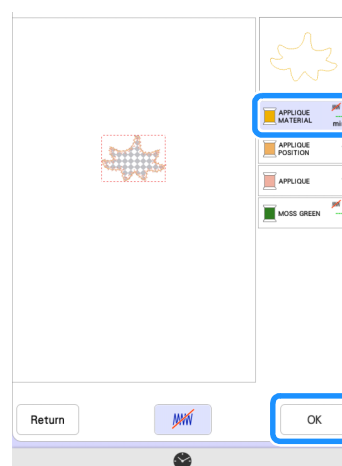 APPLIQUE
MATERIAL
APPLIQUE
POSITION
APPLIQUE
MOSS GREEN
Return
OK